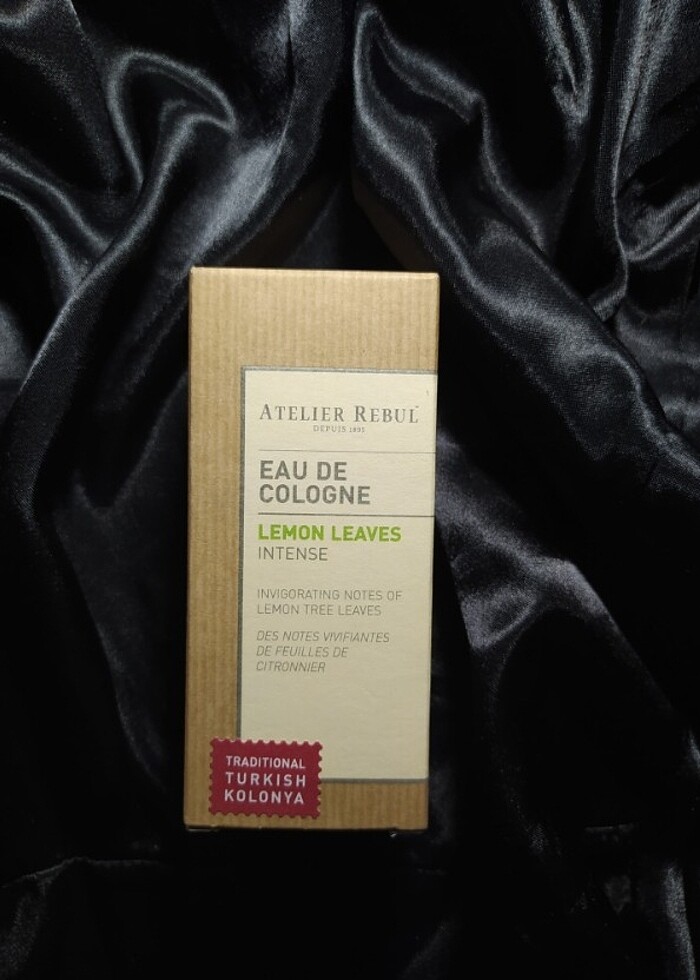 ATELIER REBUL™
DEPUIS 1895
EAU DE
COLOGNE
LEMON LEAVES
INTENSE
INVIGORATING NOTES OF
LEMON TREE LEAVES
DES NOTES VIVIFIANTES
DE FEUILLES DE
CITRONNIER
TRADITIONAL
TURKISH
KOLONYA